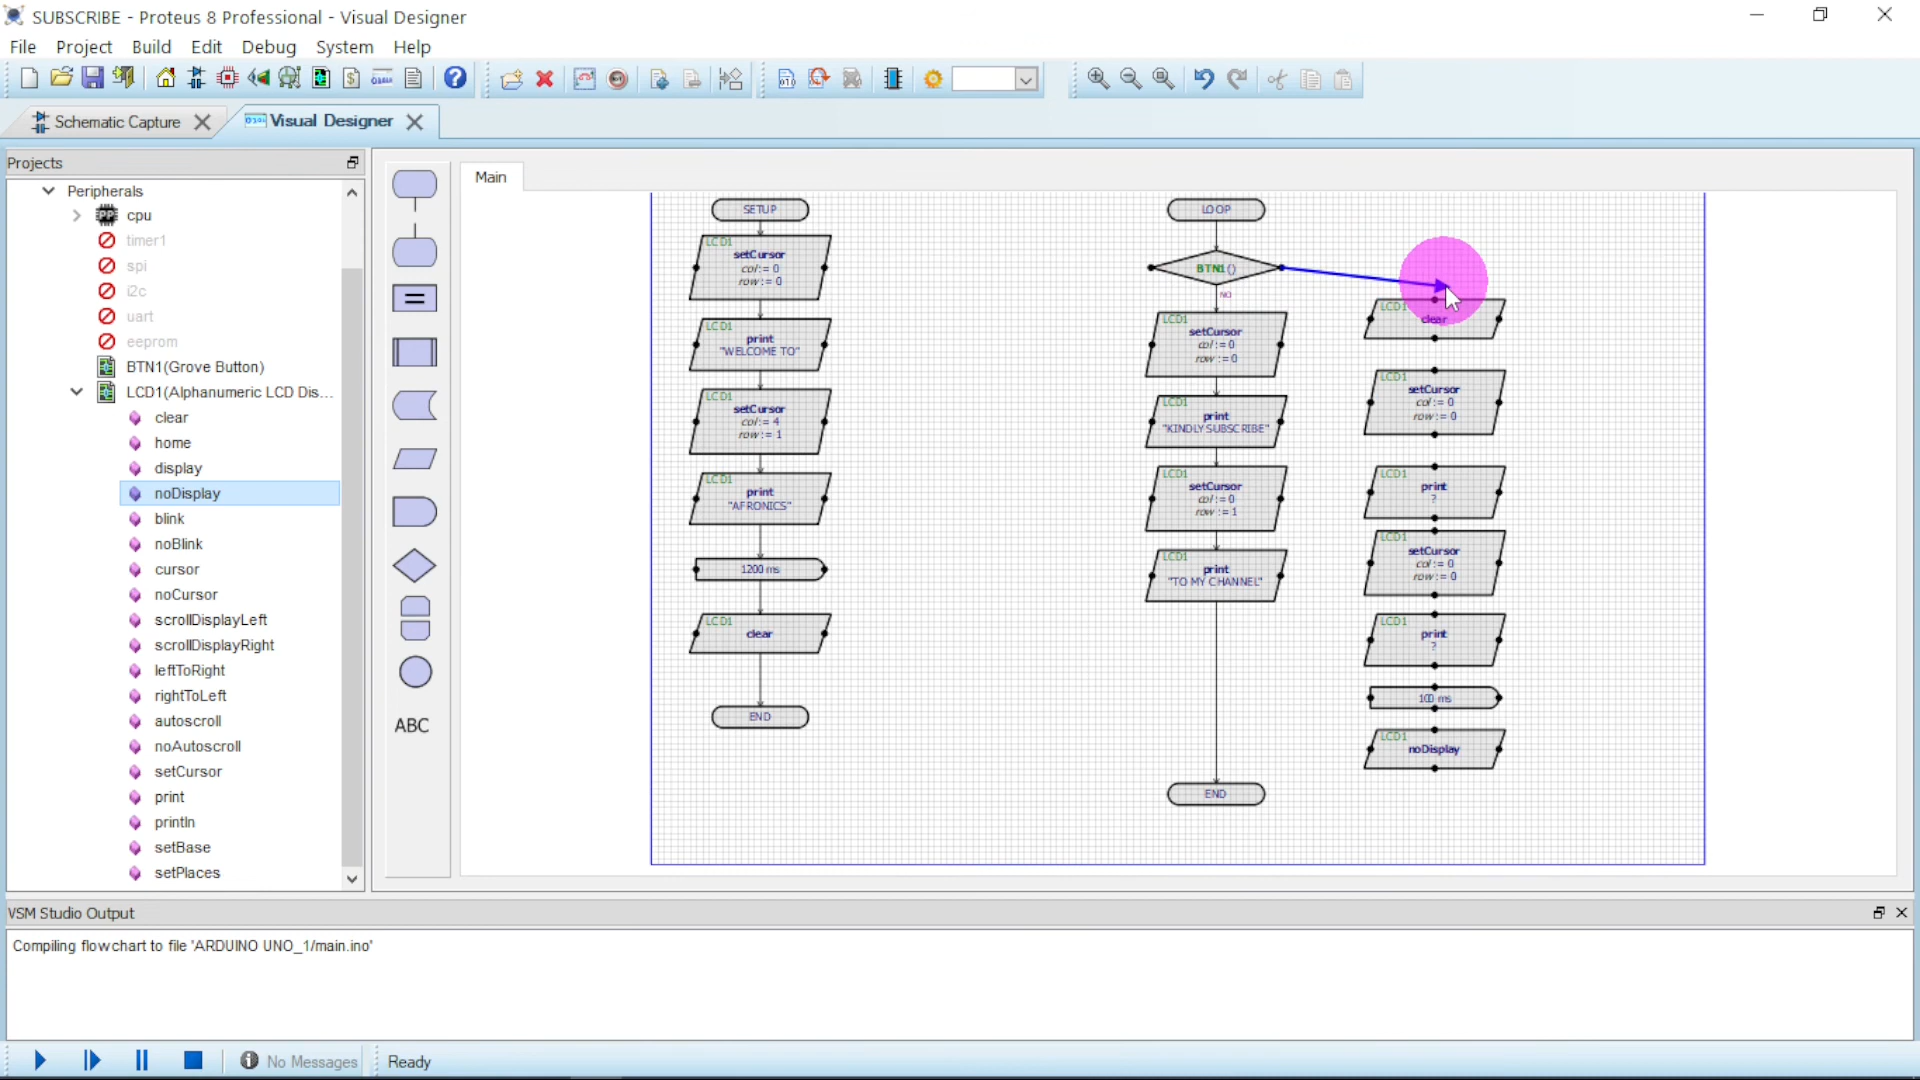 SUBSCRIBE - Proteus 8 Professional - Visual Designer
File Project Build Edit Debug System Help
Schematic Capture
Visual Designer
Projects
Peripherals
cpu
timer1
spi
i2c
uart
eeprom
BTN1(Grove Button)
LCD1(Alphanumeric LCD Dis...
clear
home
display
noDisplay
blink
noBlink
cursor
noCursor
scrollDisplayLeft
scrollDisplayRight
leftToRight
rightToLeft
autoscroll
noAutoscroll
setCursor
print
println
setBase
setPlaces
ABC
Main
SETUP
LCD1
setCursor
col := 0
row := 0
LCD1
print
"WELCOME TO"
LCD1
setCursor
col := 4
row := 1
LCD1
print
"AFRONICS"
1200 ms
LCD1
clear
END
LOOP
BTN1()
NO
LCD1
setCursor
col := 0
row := 0
LCD1
print
"KINDLY SUBSCRIBE"
LCD1
setCursor
col := 0
row := 1
LCD1
print
"TO MY CHANNEL"
END
LCD1
clear
LCD1
setCursor
col := 0
row := 0
LCD1
print
?
LCD1
setCursor
col := 0
row := 0
LCD1
print
?
100 ms
LCD1
noDisplay
VSM Studio Output
Compiling flowchart to file 'ARDUINO UNO_1/main.ino'
No Messages
Ready